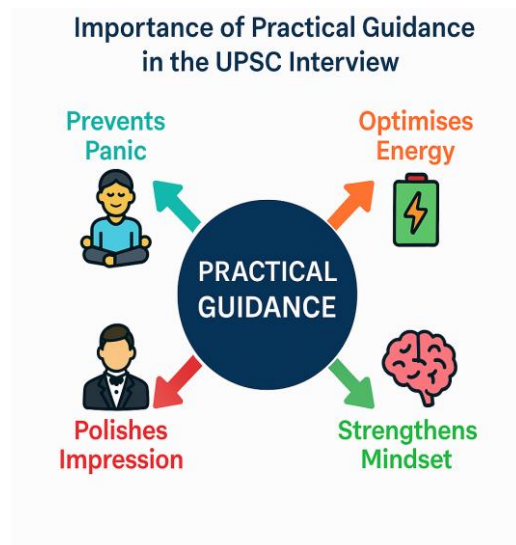 Importance of Practical Guidance
in the UPSC Interview
Prevents
Panic
Optimises
Energy
PRACTICAL
GUIDANCE
Polishes
Impression
Strengthens
Mindset